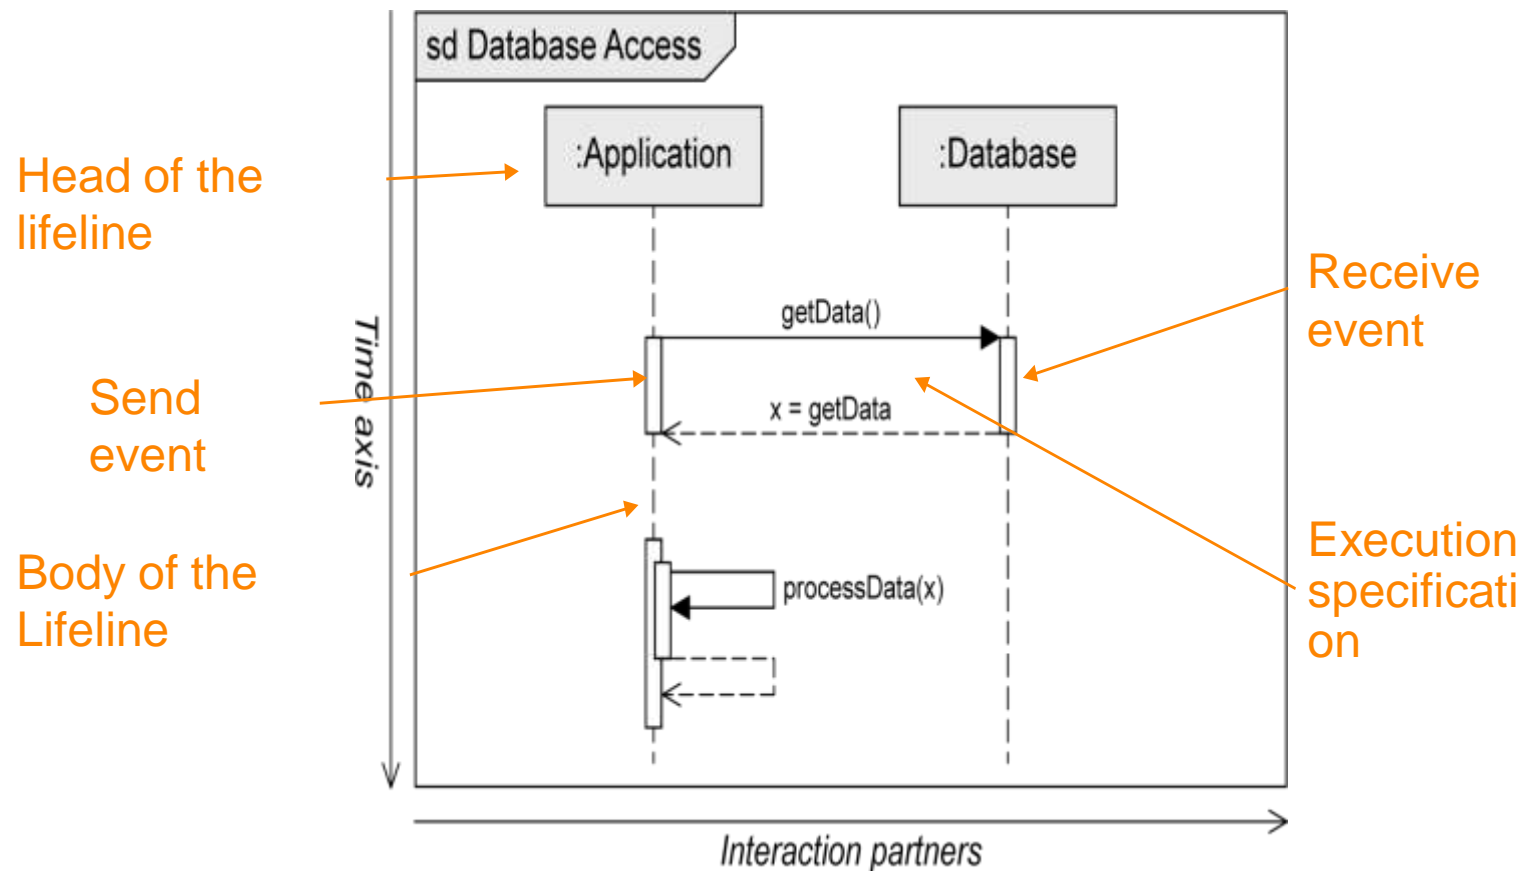 sd Database Access
:Application
:Database
Head of the
lifeline
Receive
event
getData()
Time axis
Send
event
x = getData
Execution
specificati
on
Body of the
Lifeline
processData(x)
Interaction partners